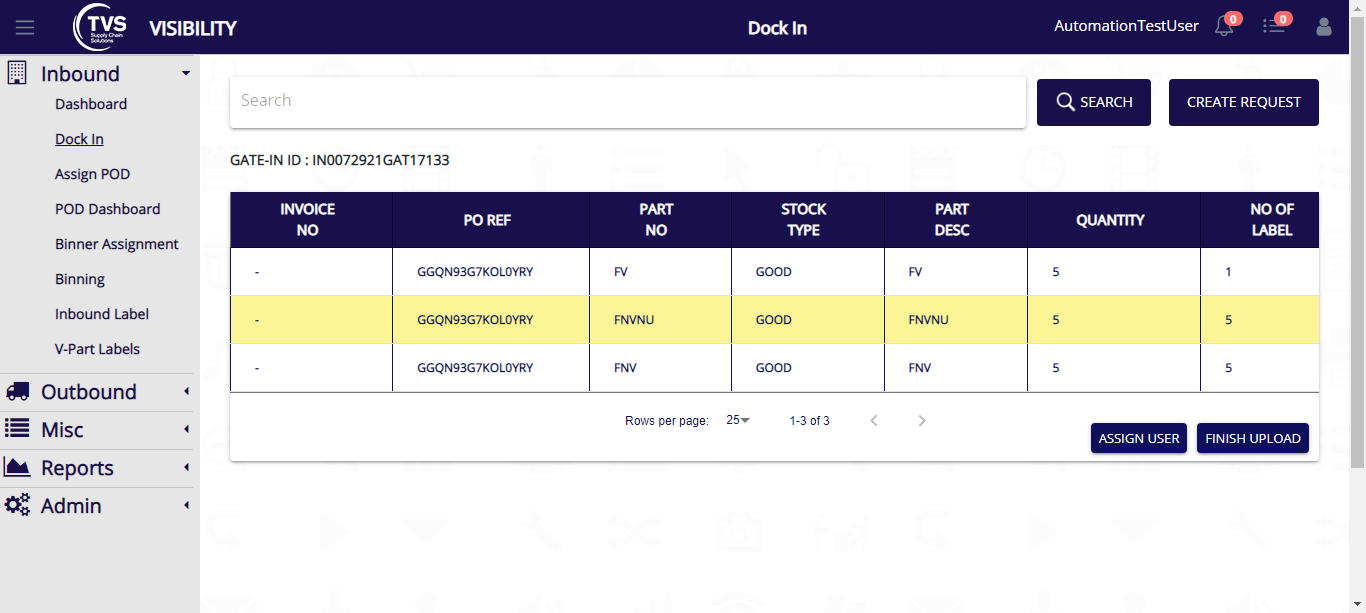 TVS
Supply Chain
Solutions
VISIBILITY
Dock In
AutomationTestUser
0
0
Inbound
Dashboard
Dock In
Assign POD
POD Dashboard
Binner Assignment
Binning
Inbound Label
V-Part Labels
Outbound
Misc
Reports
Admin
Search
SEARCH
CREATE REQUEST
GATE-IN ID : IN0072921GAT17133
INVOICE NO PO REF PART NO STOCK TYPE PART DESC QUANTITY NO OF LABEL
- GGQN93G7KOL0YRY FV GOOD FV 5 1
- GGQN93G7KOL0YRY FNVNU GOOD FNVNU 5 5
- GGQN93G7KOL0YRY FNV GOOD FNV 5 5
Rows per page: 25 1-3 of 3
ASSIGN USER FINISH UPLOAD